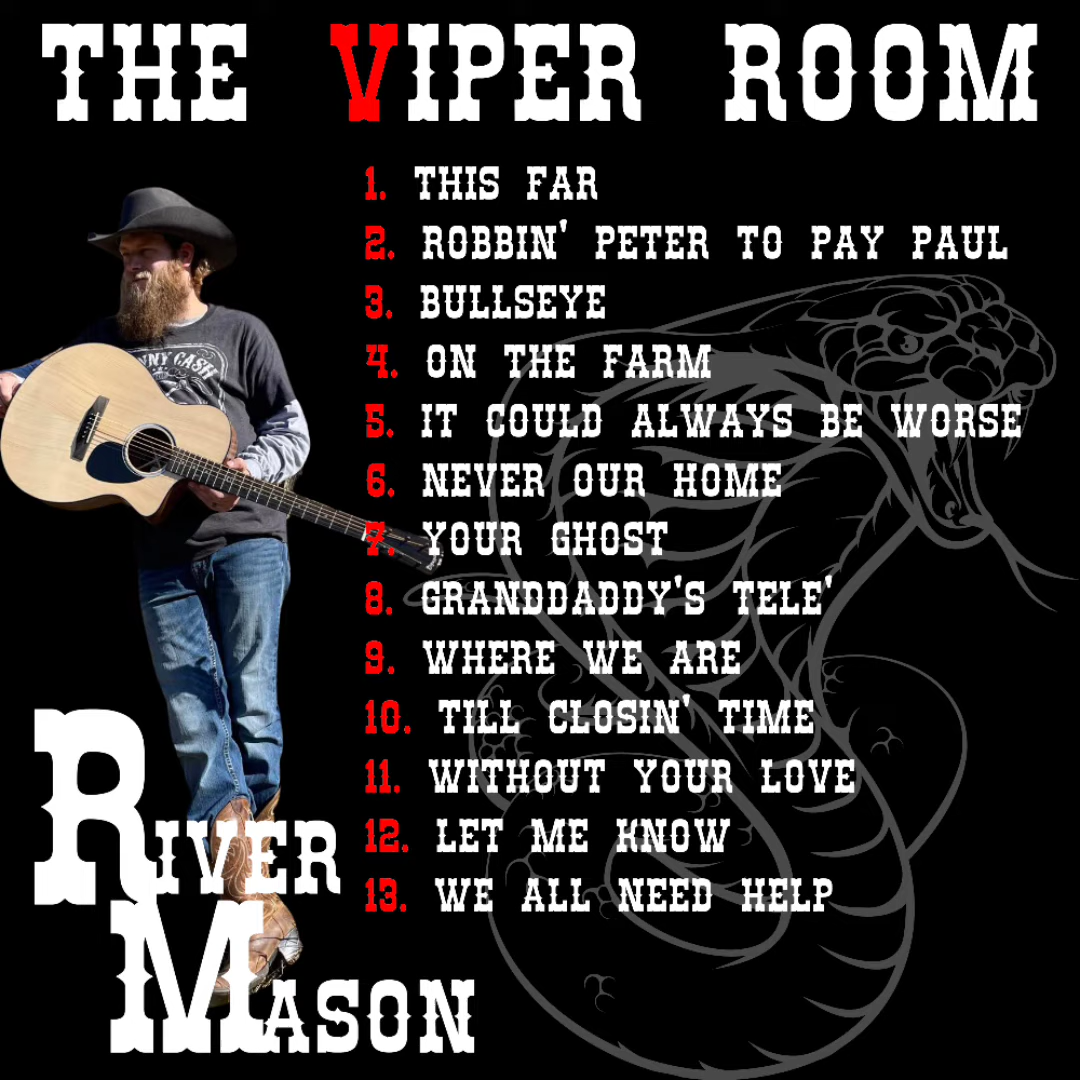 THE VIPER ROOM
1. THIS FAR
2. ROBBIN' PETER TO PAY PAUL
3. BULLSEYE
4. ON THE FARM
5. IT COULD ALWAYS BE WORSE
6. NEVER OUR HOME
7. YOUR GHOST
8. GRANDDADDY'S TELE'
9. WHERE WE ARE
10. TILL CLOSIN' TIME
11. WITHOUT YOUR LOVE
12. LET ME KNOW
13. WE ALL NEED HELP
CASH
RIVER
MASON